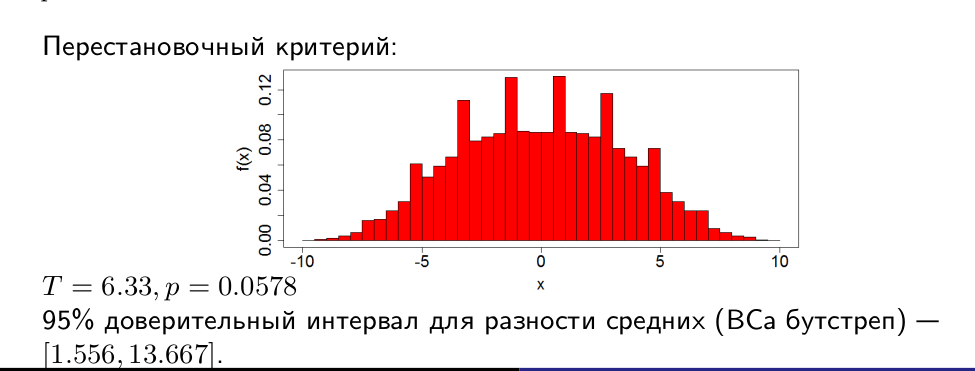 Перестановочный критерий:
0.12
0.08
0.04
0.00
f(x)
-10 -5 0 5 10
x
T = 6.33, p = 0.0578
95% доверительный интервал для разности средних (BCa бутстреп) —
[1.556, 13.667].